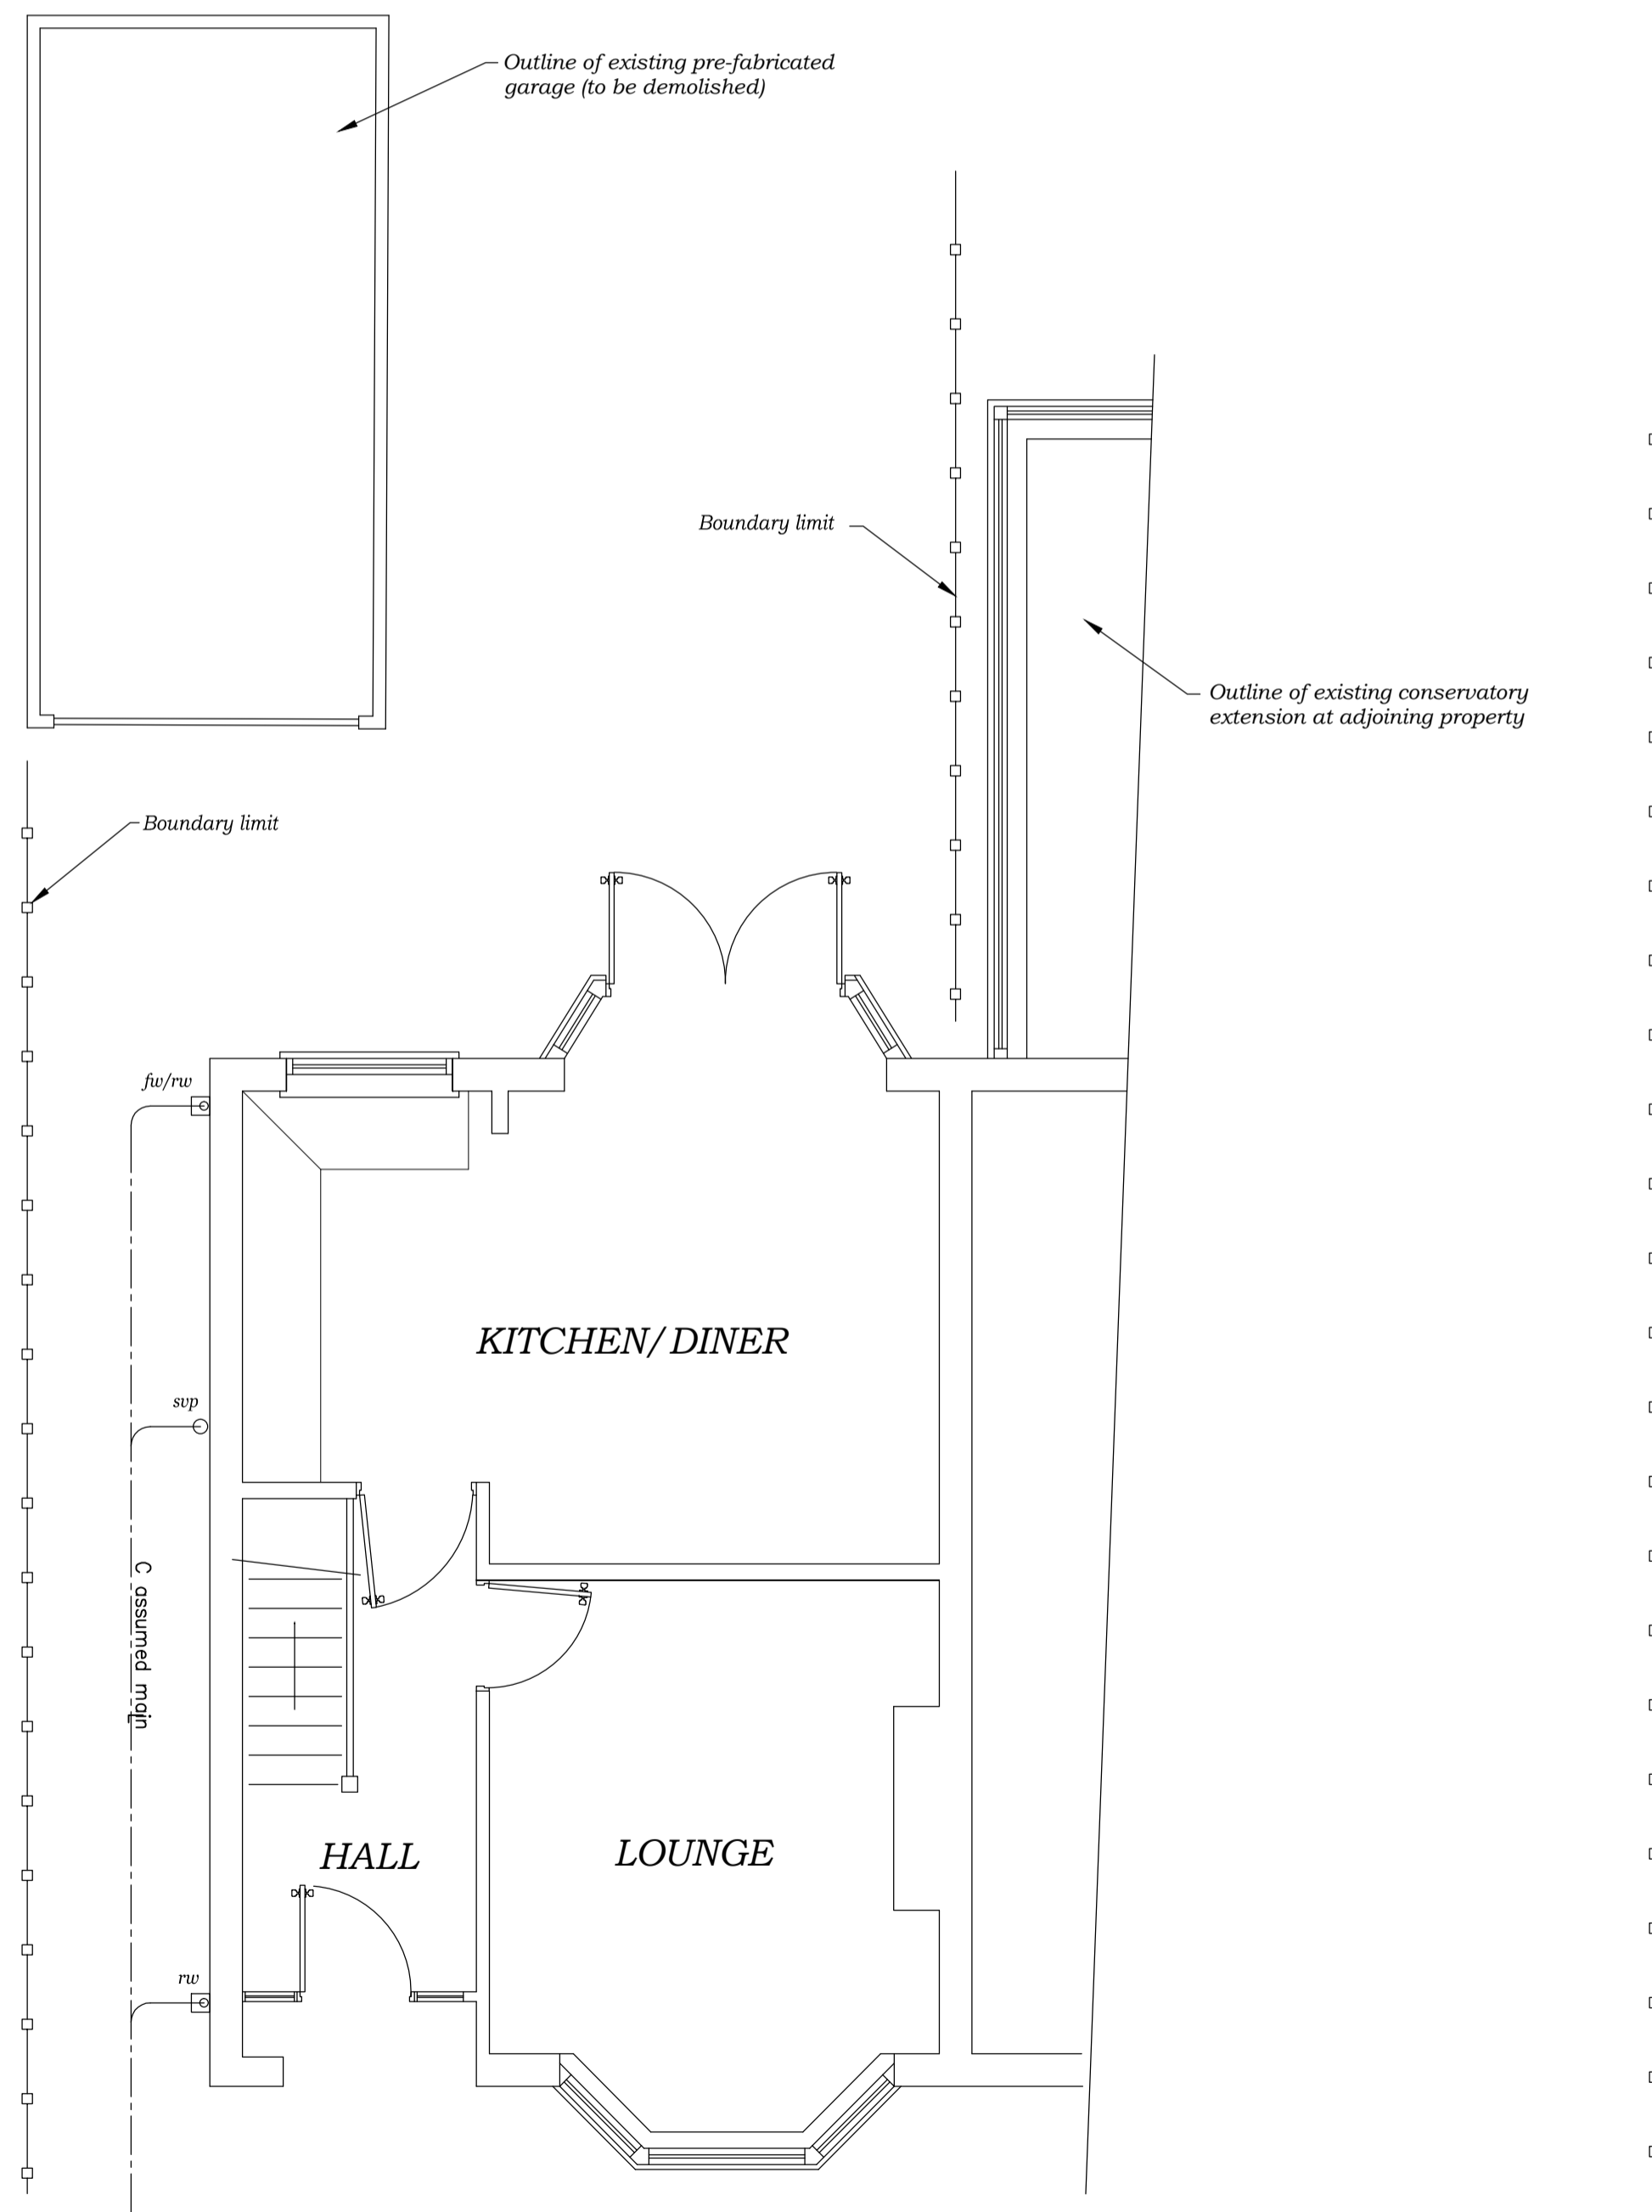 Outline of existing pre-fabricated
garage (to be demolished)
Boundary limit
Outline of existing conservatory
extension at adjoining property
Boundary limit
fw/rw
KITCHEN/DINER
svp
C assumed main
L
HALL
LOUNGE
rw